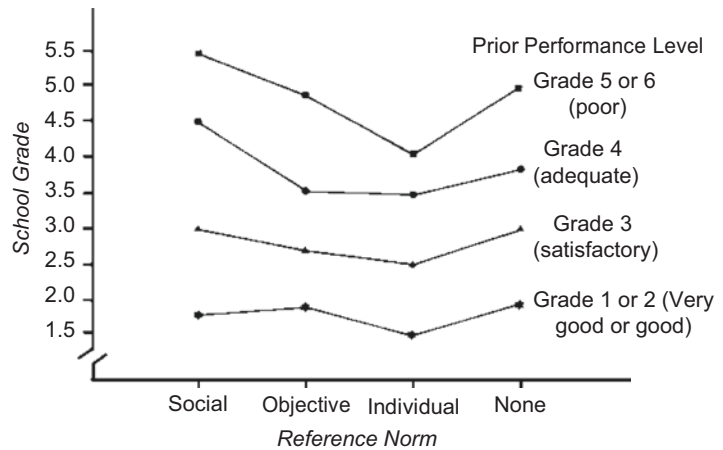 Prior Performance Level
5.5
5.0
4.5
4.0
3.5
3.0
2.5
2.0
1.5
School Grade
Grade 5 or 6
(poor)
Grade 4
(adequate)
Grade 3
(satisfactory)
Grade 1 or 2 (Very
good or good)
Social Objective Individual None
Reference Norm